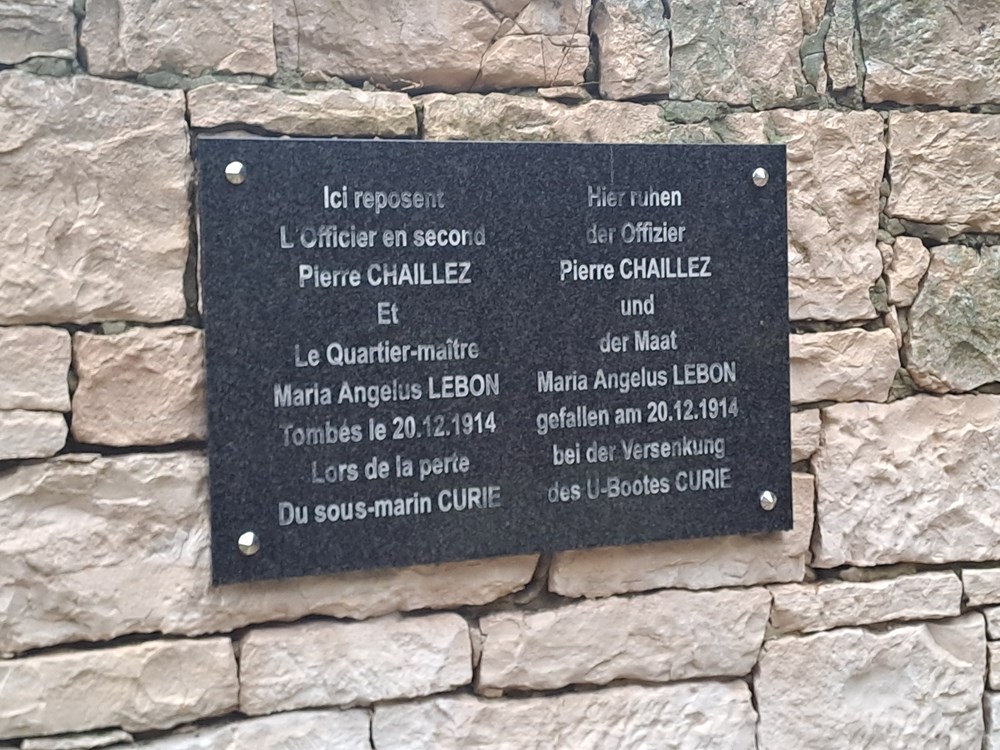 Ici reposent
L'Officier en second
Pierre CHAILLEZ
Et
Le Quartier-maître
Maria Angelus LEBON
Tombés le 20.12.1914
Lors de la perte
Du sous-marin CURIE
Hier ruhen
der Offizier
Pierre CHAILLEZ
und
der Maat
Maria Angelus LEBON
gefallen am 20.12.1914
bei der Versenkung
des U-Bootes CURIE